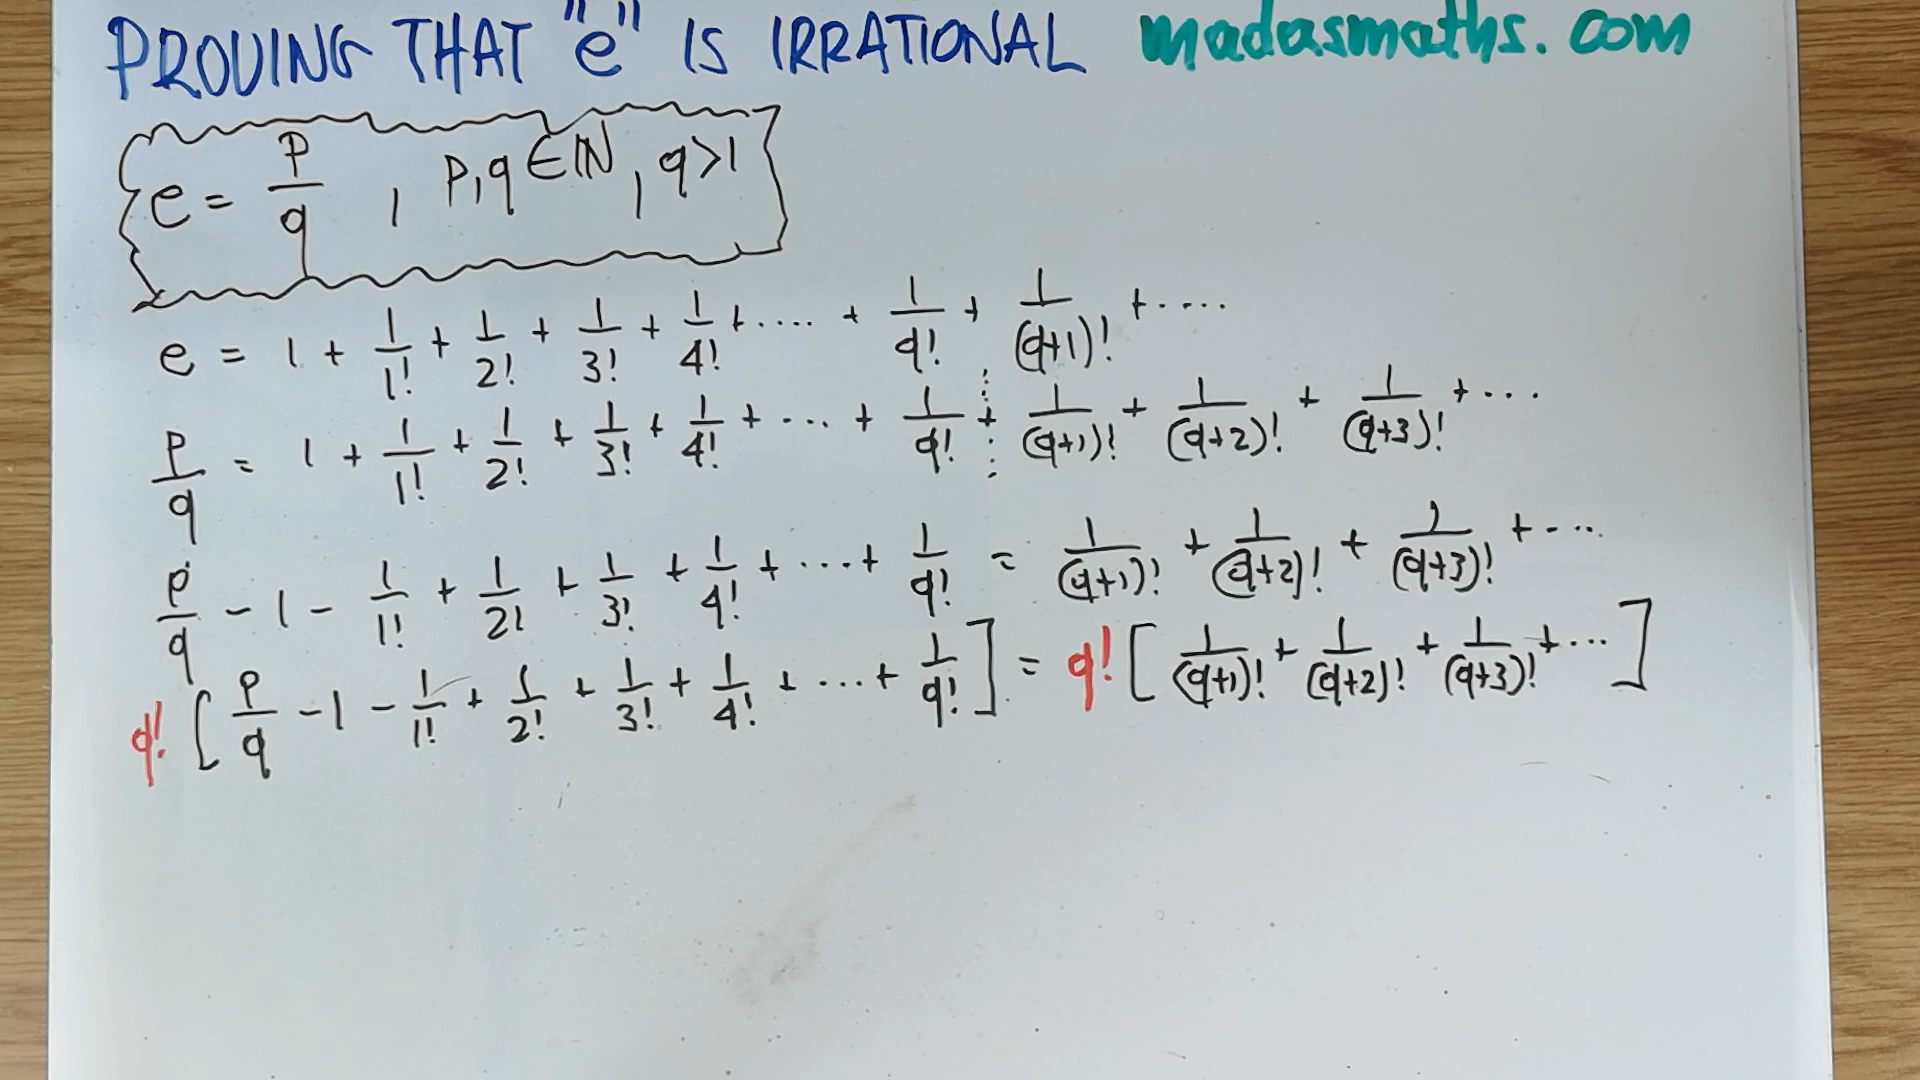 PROVING THAT "e" IS IRRATIONAL madasmaths.com
e = p/q , p,q ∈ ℕ , q>1
e = 1 + 1/1! + 1/2! + 1/3! + 1/4! + .... + 1/q! + 1/(q+1)! + ....
p/q = 1 + 1/1! + 1/2! + 1/3! + 1/4! + ... + 1/q! + 1/(q+1)! + 1/(q+2)! + 1/(q+3)! + ...
p/q - 1 - 1/1! + 1/2! + 1/3! + 1/4! + ... + 1/q! = 1/(q+1)! + 1/(q+2)! + 1/(q+3)! + ...
q! [ p/q - 1 - 1/1! + 1/2! + 1/3! + 1/4! + ... + 1/q! ] = q! [ 1/(q+1)! + 1/(q+2)! + 1/(q+3)! + ... ]